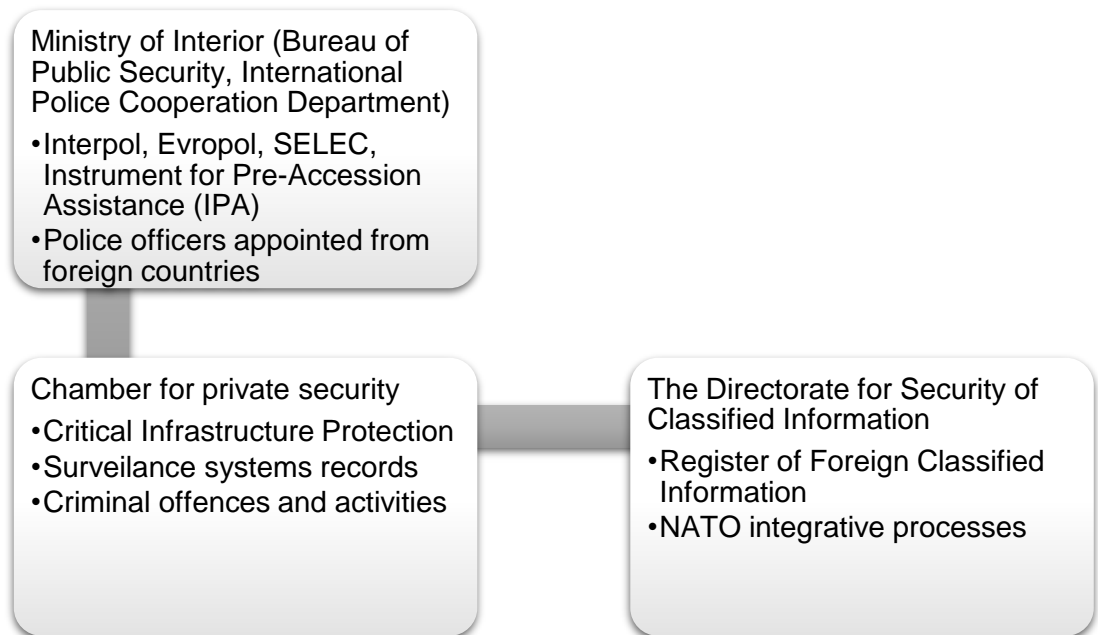 Ministry of Interior (Bureau of
Public Security, International
Police Cooperation Department)
•Interpol, Evropol, SELEC,
Instrument for Pre-Accession
Assistance (IPA)
•Police officers appointed from
foreign countries
Chamber for private security
•Critical Infrastructure Protection
•Surveilance systems records
•Criminal offences and activities
The Directorate for Security of
Classified Information
•Register of Foreign Classified
Information
•NATO integrative processes